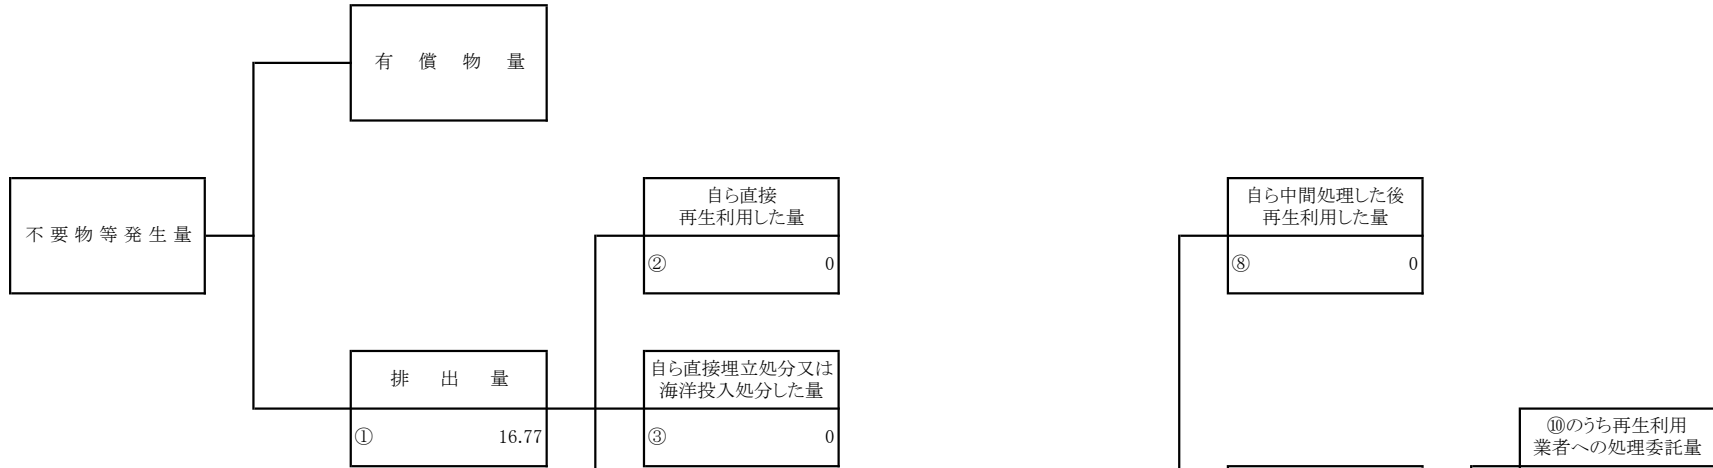 有償物量
自ら直接
再生利用した量
自ら中間処理した後
再生利用した量
不要物等発生量
② 0
⑧ 0
排出量
自ら直接埋立処分又は
海洋投入処分した量
⑩のうち再生利用
業者への処理委託量
① 16.77
③ 0